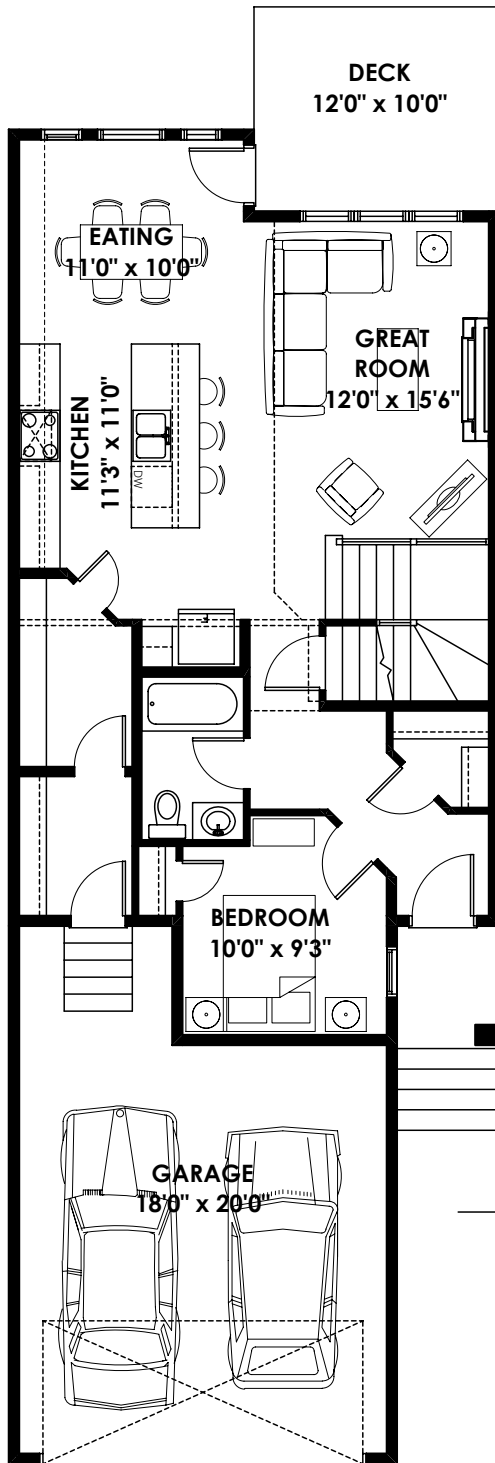 DECK
12'0" x 10'0"
EATING
11'0" x 10'0"
GREAT
ROOM
12'0" x 15'6"
KITCHEN
11'3" x 11'0"
DW
BEDROOM
10'0" x 9'3"
GARAGE
18'0" x 20'0"